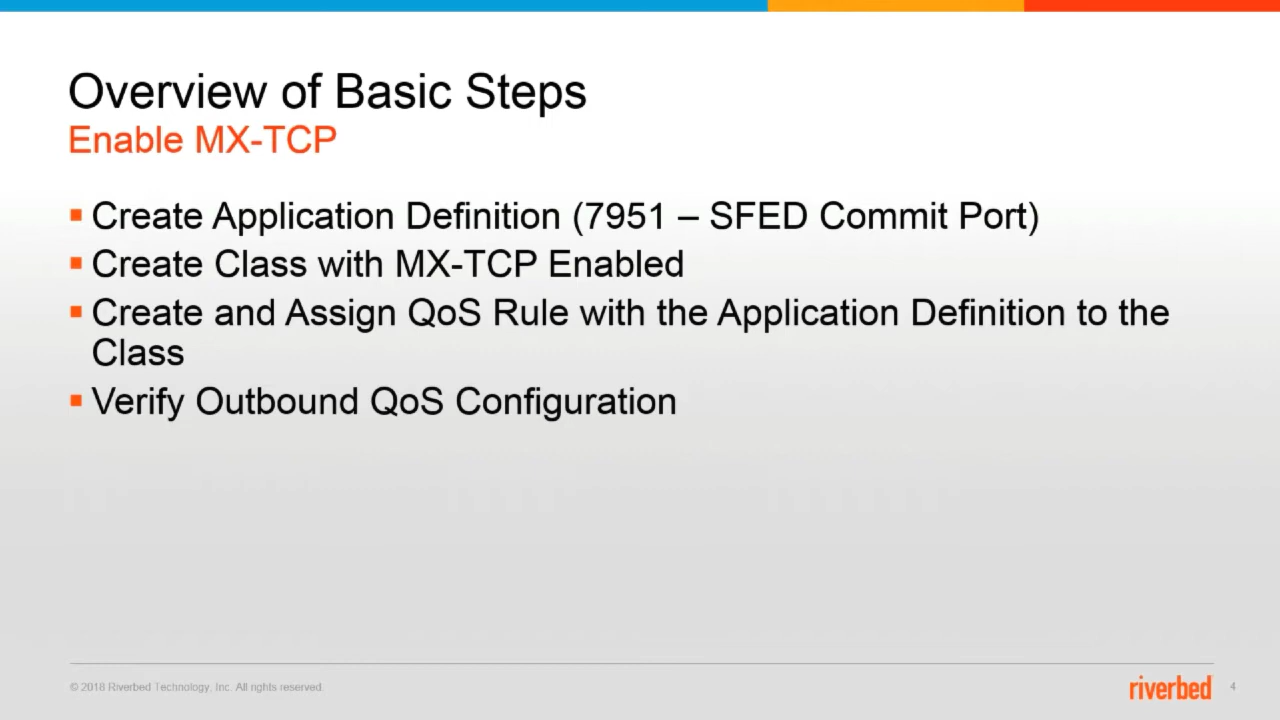 Overview of Basic Steps
Enable MX-TCP
Create Application Definition (7951 – SFED Commit Port)
Create Class with MX-TCP Enabled
Create and Assign QoS Rule with the Application Definition to the
Class
Verify Outbound QoS Configuration
© 2018 Riverbed Technology, Inc. All rights reserved.
riverbed
4